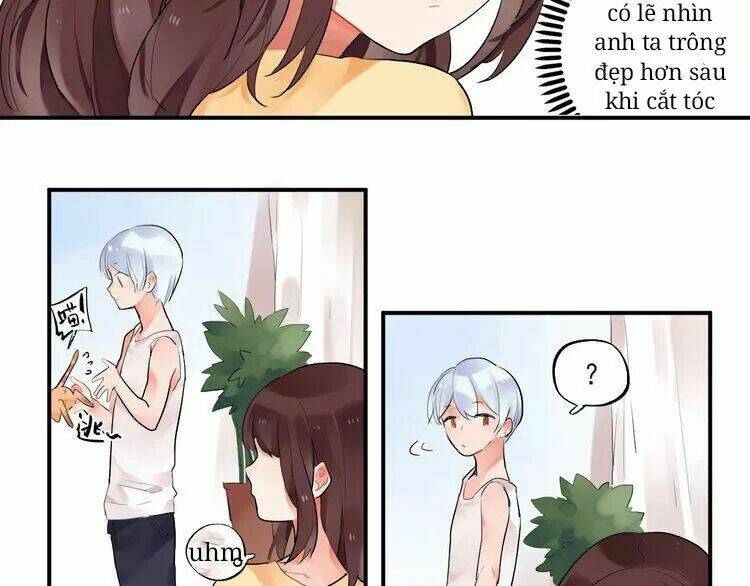 có lẽ nhìn
anh ta trông
đẹp hơn sau
khi cắt tóc
喵!
逃~
uhm
?